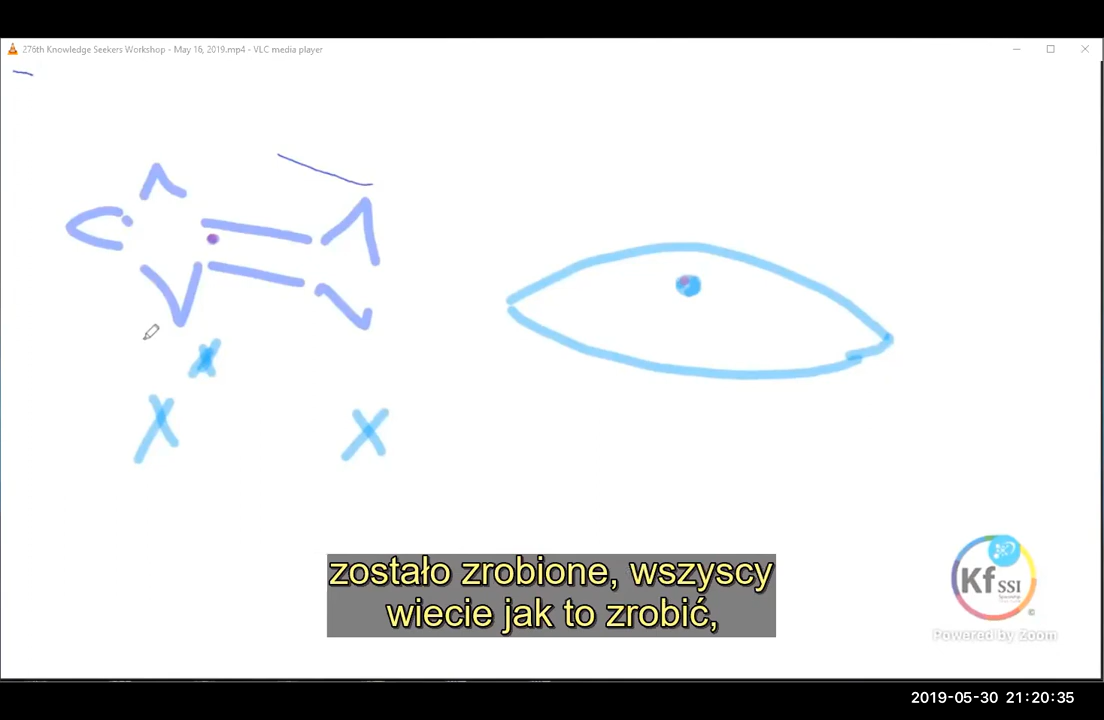 276th Knowledge Seekers Workshop - May 16, 2019.mp4 - VLC media player
X
X
X
zostało zrobione, wszyscy
wiecie jak to zrobić,
Kf SSI
Powered by Zoom
2019-05-30 21:20:35